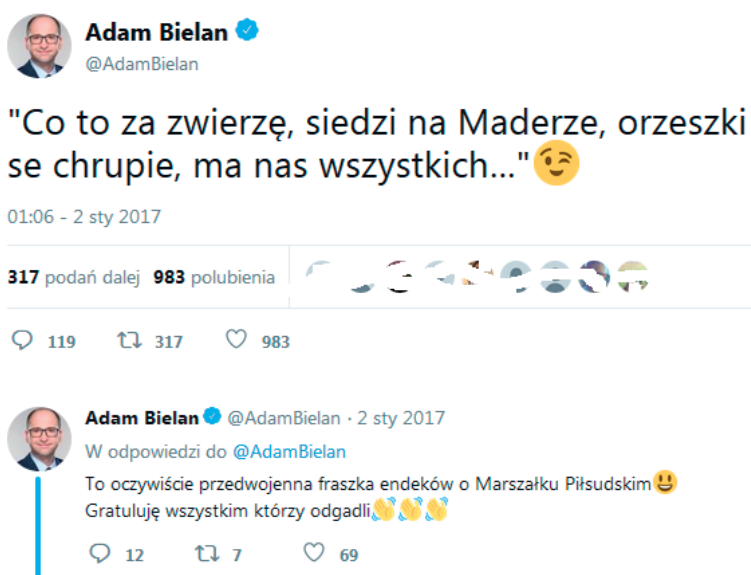 Adam Bielan
@AdamBielan
"Co to za zwierzę, siedzi na Maderze, orzeszki
se chrupie, ma nas wszystkich..."😉
01:06 - 2 sty 2017
317 podań dalej 983 polubienia
119 317 983
Adam Bielan @AdamBielan · 2 sty 2017
W odpowiedzi do @AdamBielan
To oczywiście przedwojenna fraszka endeków o Marszałku Piłsudskim😃
Gratuluję wszystkim którzy odgadli👏👏👏
12 7 69